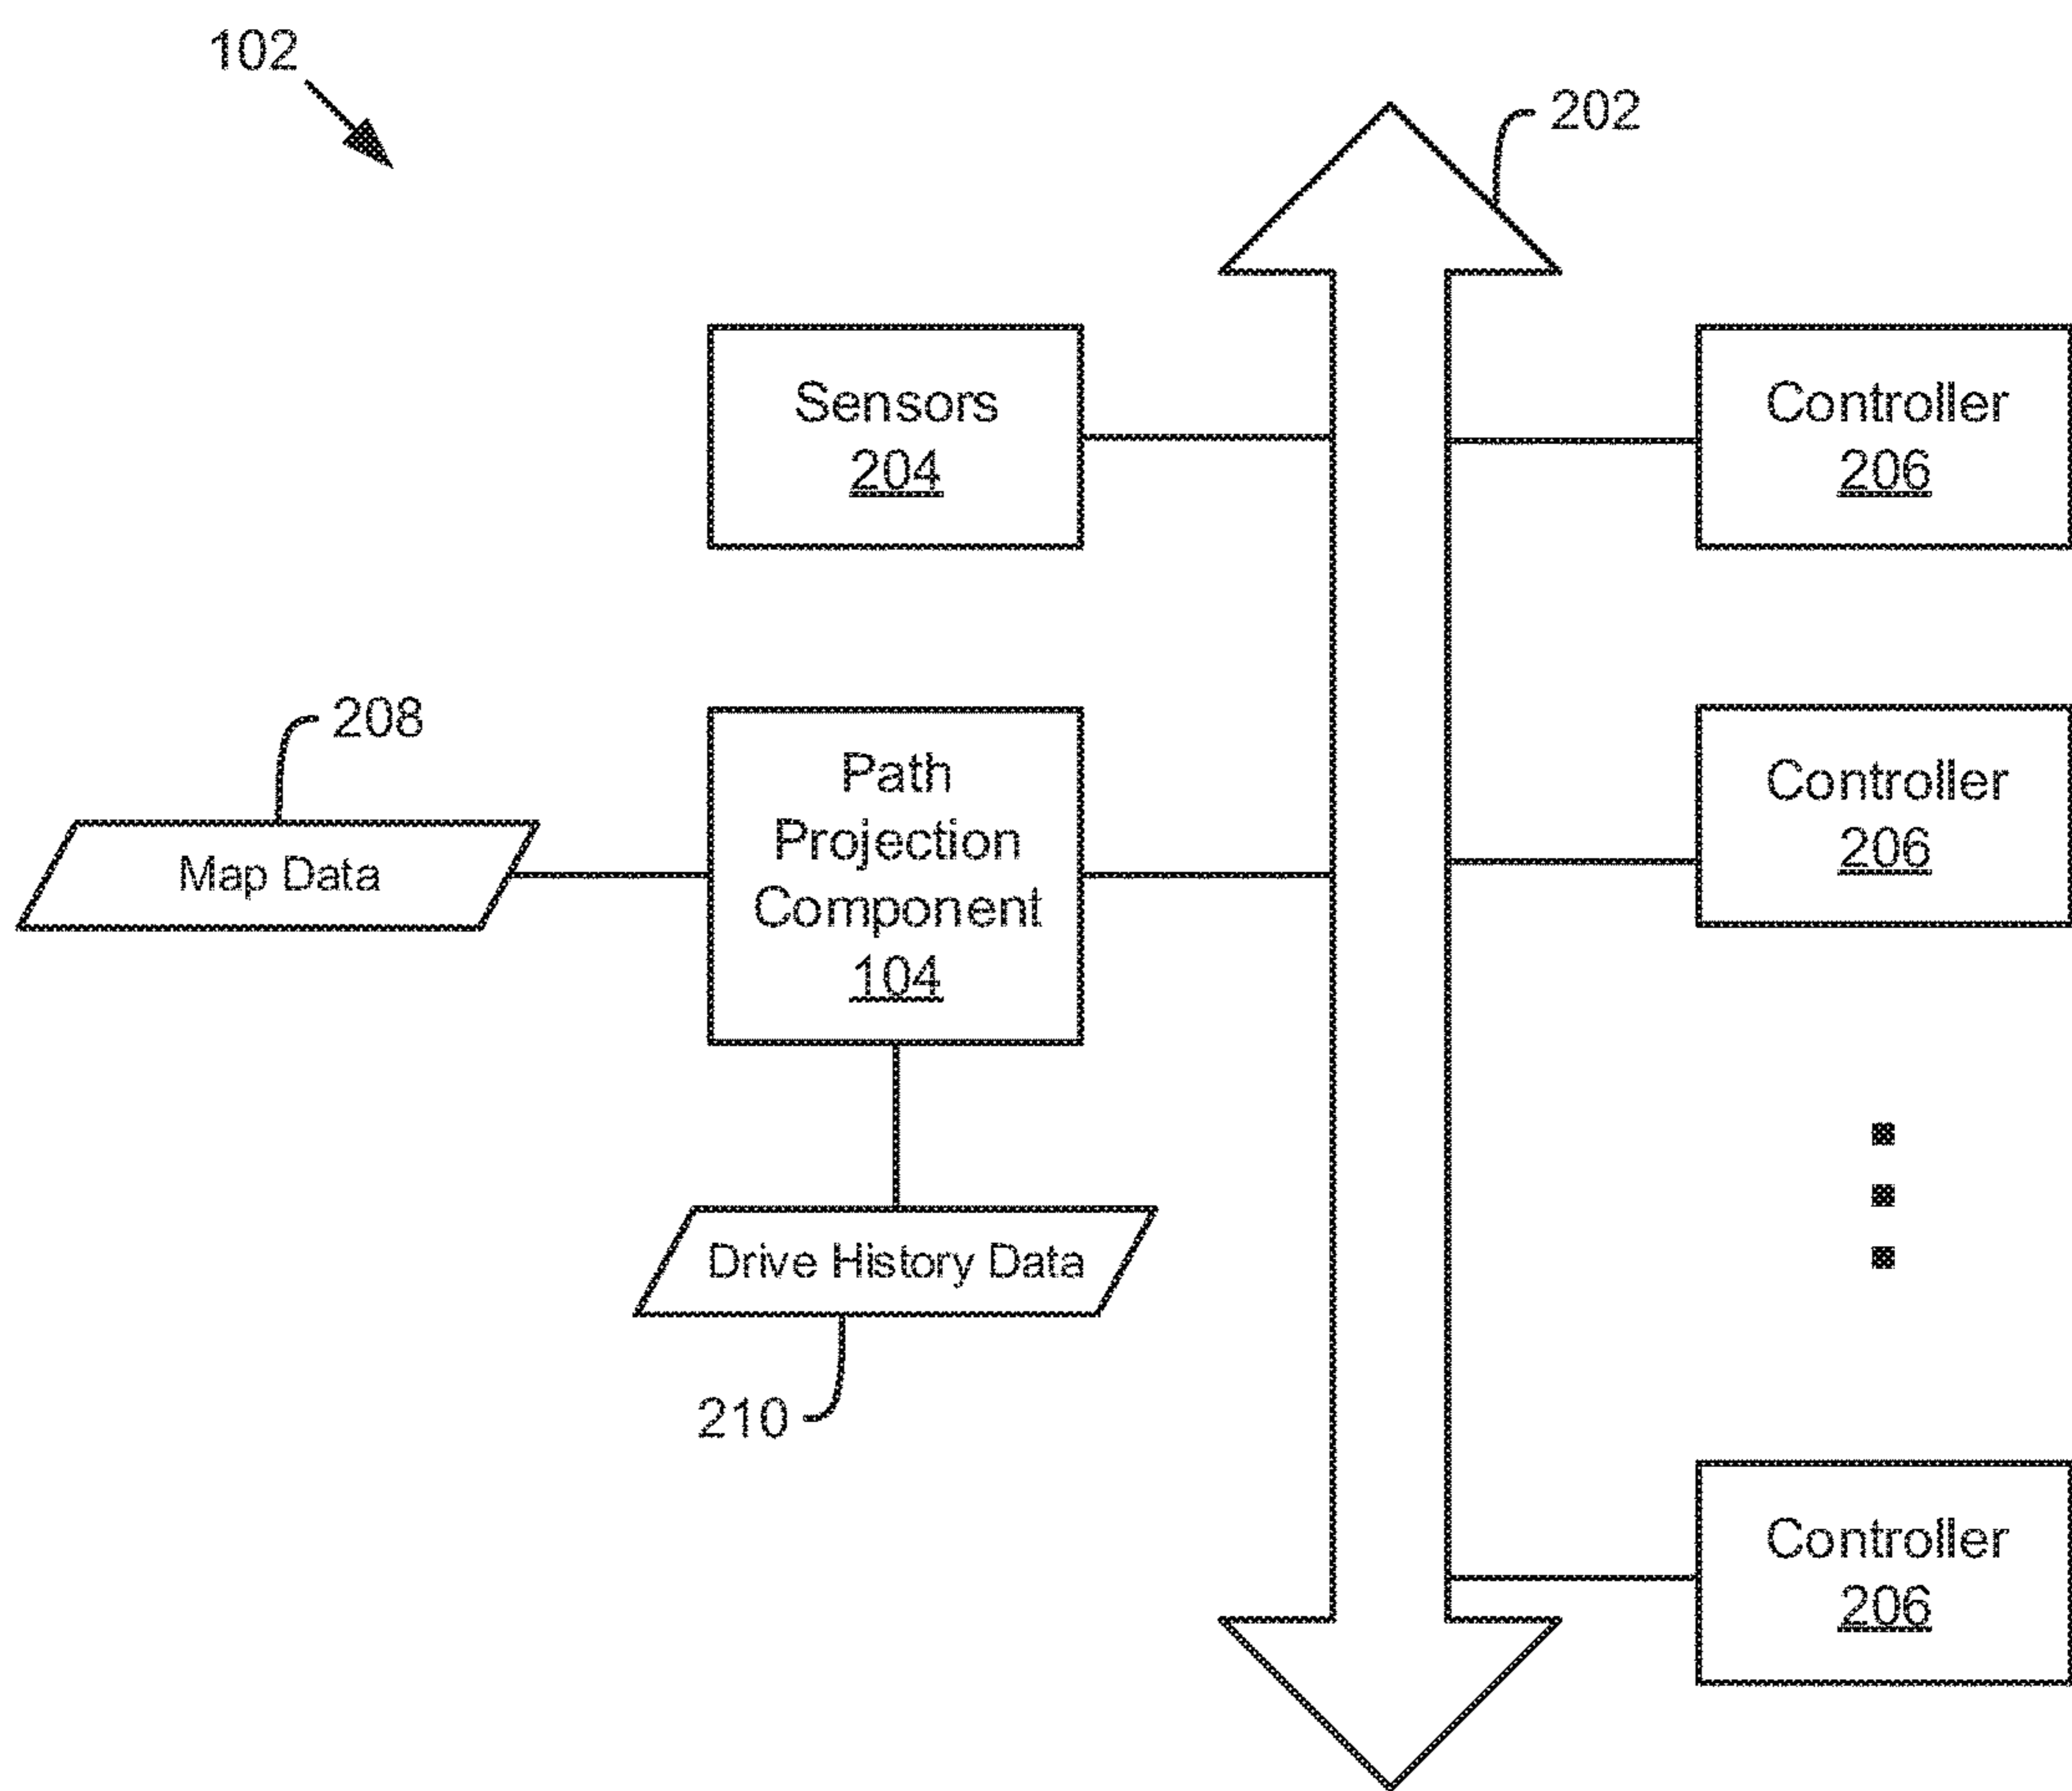 102
202
Sensors
204
Controller
206
208
Map Data
Path
Projection
Component
104
Controller
206
Drive History Data
210
Controller
206